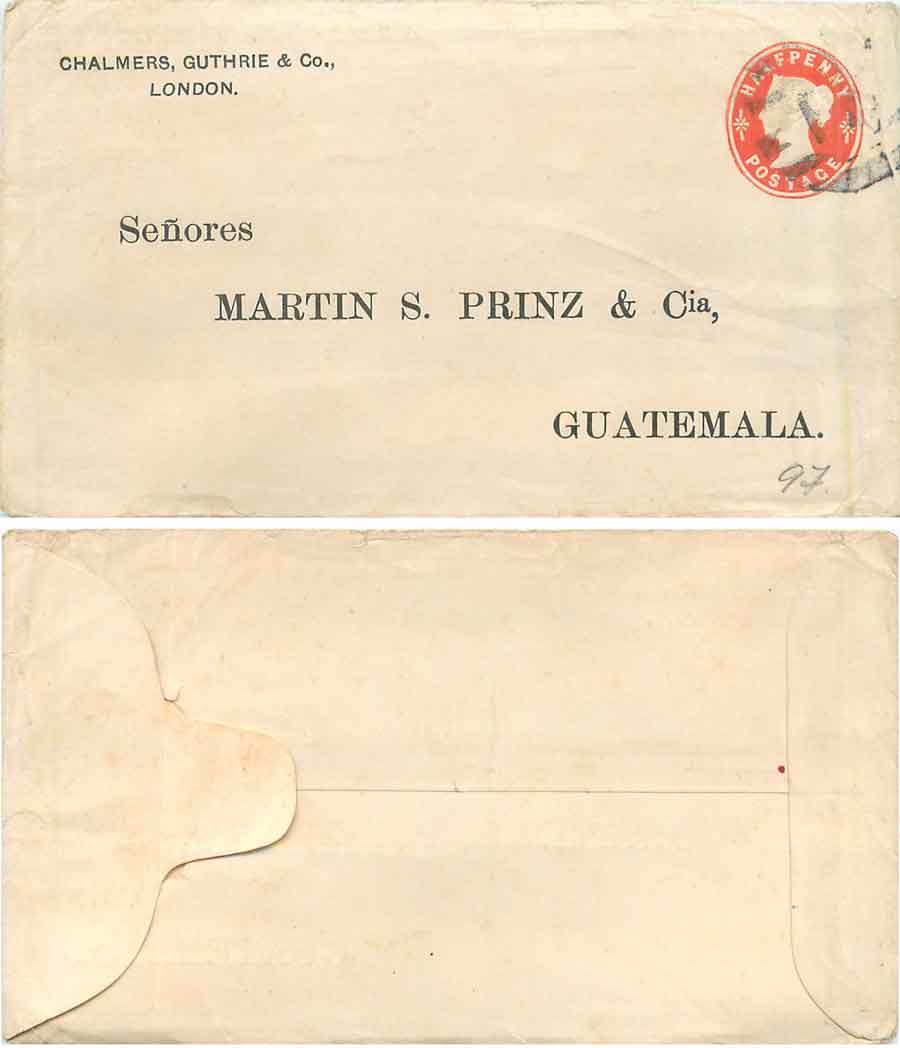 CHALMERS, GUTHRIE & Co.,
LONDON.
HALFPENNY
POSTAGE
Señores
MARTIN S. PRINZ & Cia,
GUATEMALA.
97.